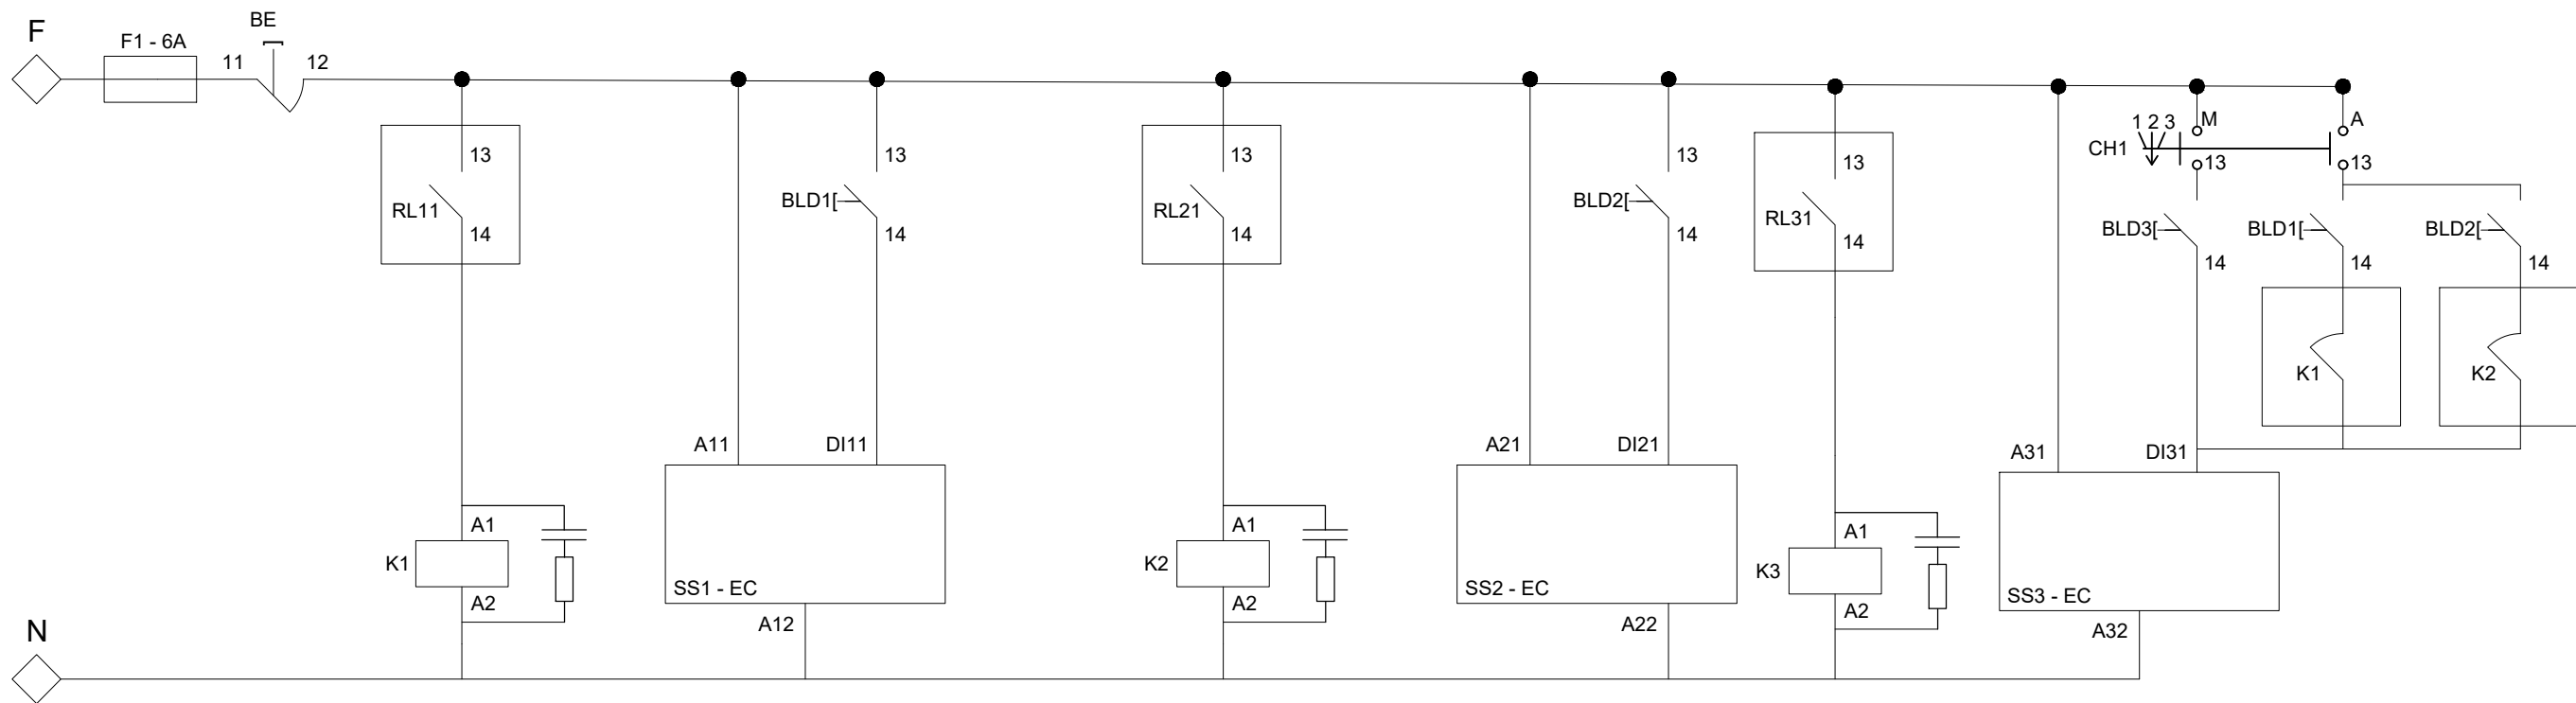 F
F1 - 6A
BE
11
12
13
RL11
14
A11
13
BLD1[
14
DI11
13
RL21
14
A21
13
BLD2[
14
DI21
13
RL31
14
A31
CH1
1 2 3
M
13
A
13
BLD3[
14
DI31
BLD1[
14
K1
BLD2[
14
K2
K1
A1
A2
SS1 - EC
A12
K2
A1
A2
SS2 - EC
A22
K3
A1
A2
SS3 - EC
A32
N